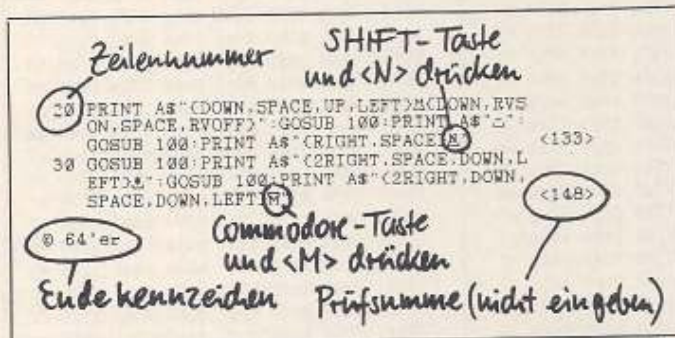 Zeilennummer
SHIFT-Taste
und <N> drücken
20 PRINT A$"{DOWN,SPACE,UP,LEFT}M{DOWN,RVS
ON,SPACE,RVOFF}":GOSUB 100:PRINT A$"
GOSUB 100:PRINT A$"{RIGHT,SPACE}N" <133>
30 GOSUB 100:PRINT A$"{2RIGHT,SPACE,DOWN,L
EFT}":GOSUB 100:PRINT A$"{2RIGHT,DOWN,
SPACE,DOWN,LEFT}M" <148>
© 64'er
Commodore-Taste
und <M> drücken
Endekennzeichen
Prüfsumme (nicht eingeben)